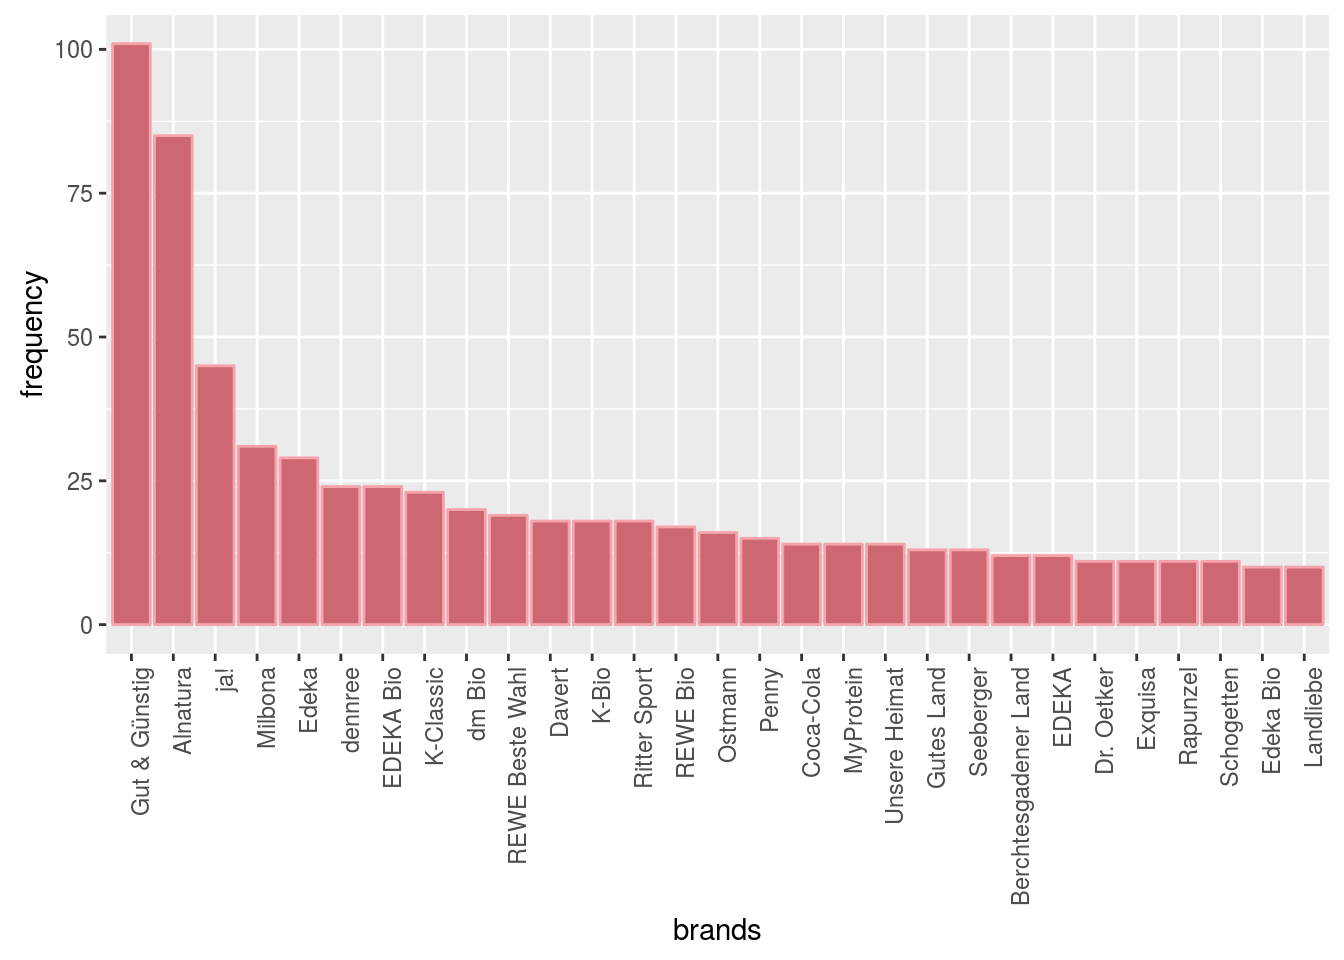 frequency
100
75
50
25
0
Gut & Günstig
Alnatura
ja!
Milbona
Edeka
dennree
EDEKA Bio
K-Classic
dm Bio
REWE Beste Wahl
Davert
K-Bio
Ritter Sport
REWE Bio
Ostmann
Penny
Coca-Cola
MyProtein
Unsere Heimat
Gutes Land
Seeberger
Berchtesgadener Land
EDEKA
Dr. Oetker
Exquisa
Rapunzel
Schogetten
Edeka Bio
Landliebe
brands